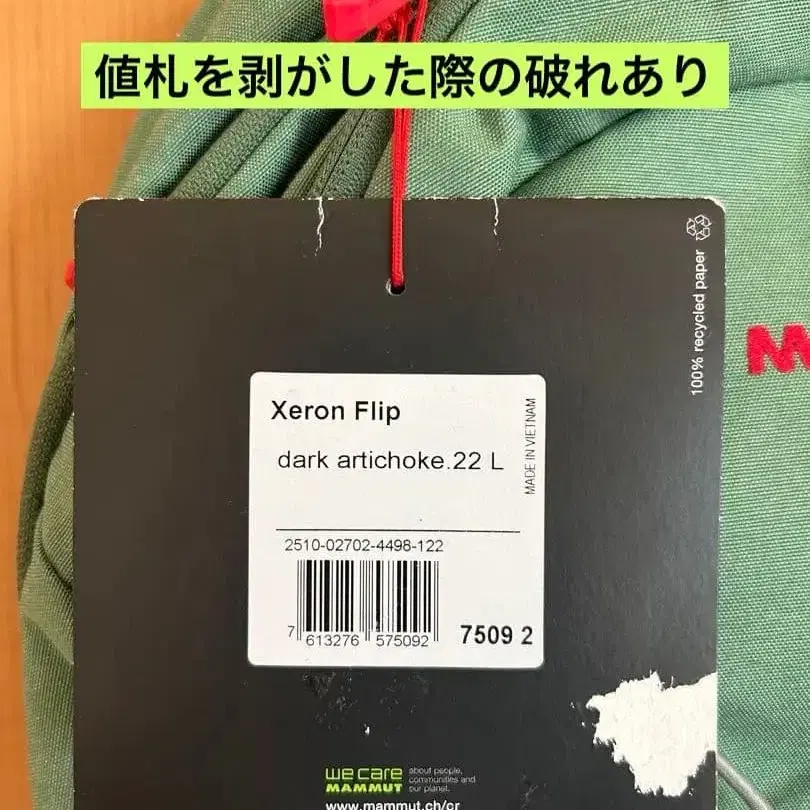 値札を剥がした際の破れあり
100% recycled paper
M
Xeron Flip
dark artichoke.22 L
MADE IN VIETNAM
2510-02702-4498-122
7 613276 575092
7509 2
we care
MAMMUT
about people,
communities and
our planet.
www.mammut.ch/cr